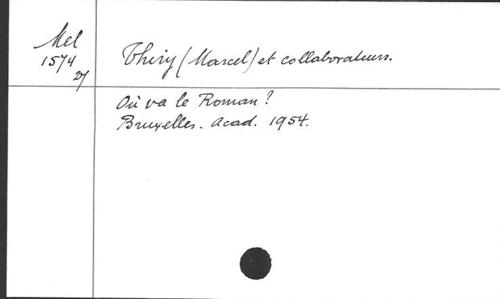 Mel
1574
27
Thiry (Marcel) et collaborateurs.
Où va le Roman?
Bruxelles. Acad. 1954.